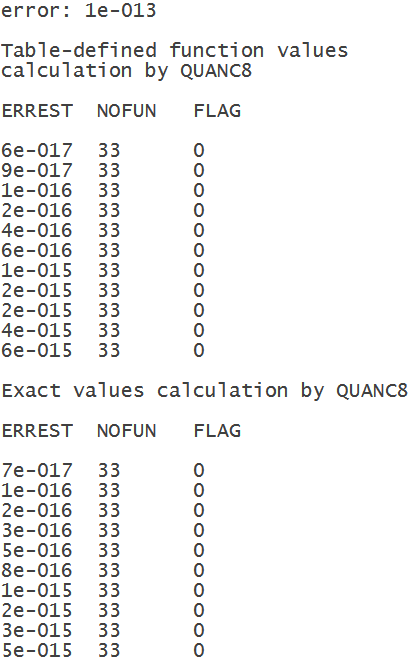 error: 1e-013
Table-defined function values
calculation by QUANC8
ERREST NOFUN FLAG
6e-017 33 0
9e-017 33 0
1e-016 33 0
2e-016 33 0
4e-016 33 0
6e-016 33 0
1e-015 33 0
2e-015 33 0
2e-015 33 0
4e-015 33 0
6e-015 33 0
Exact values calculation by QUANC8
ERREST NOFUN FLAG
7e-017 33 0
1e-016 33 0
2e-016 33 0
3e-016 33 0
5e-016 33 0
8e-016 33 0
1e-015 33 0
2e-015 33 0
3e-015 33 0
5e-015 33 0